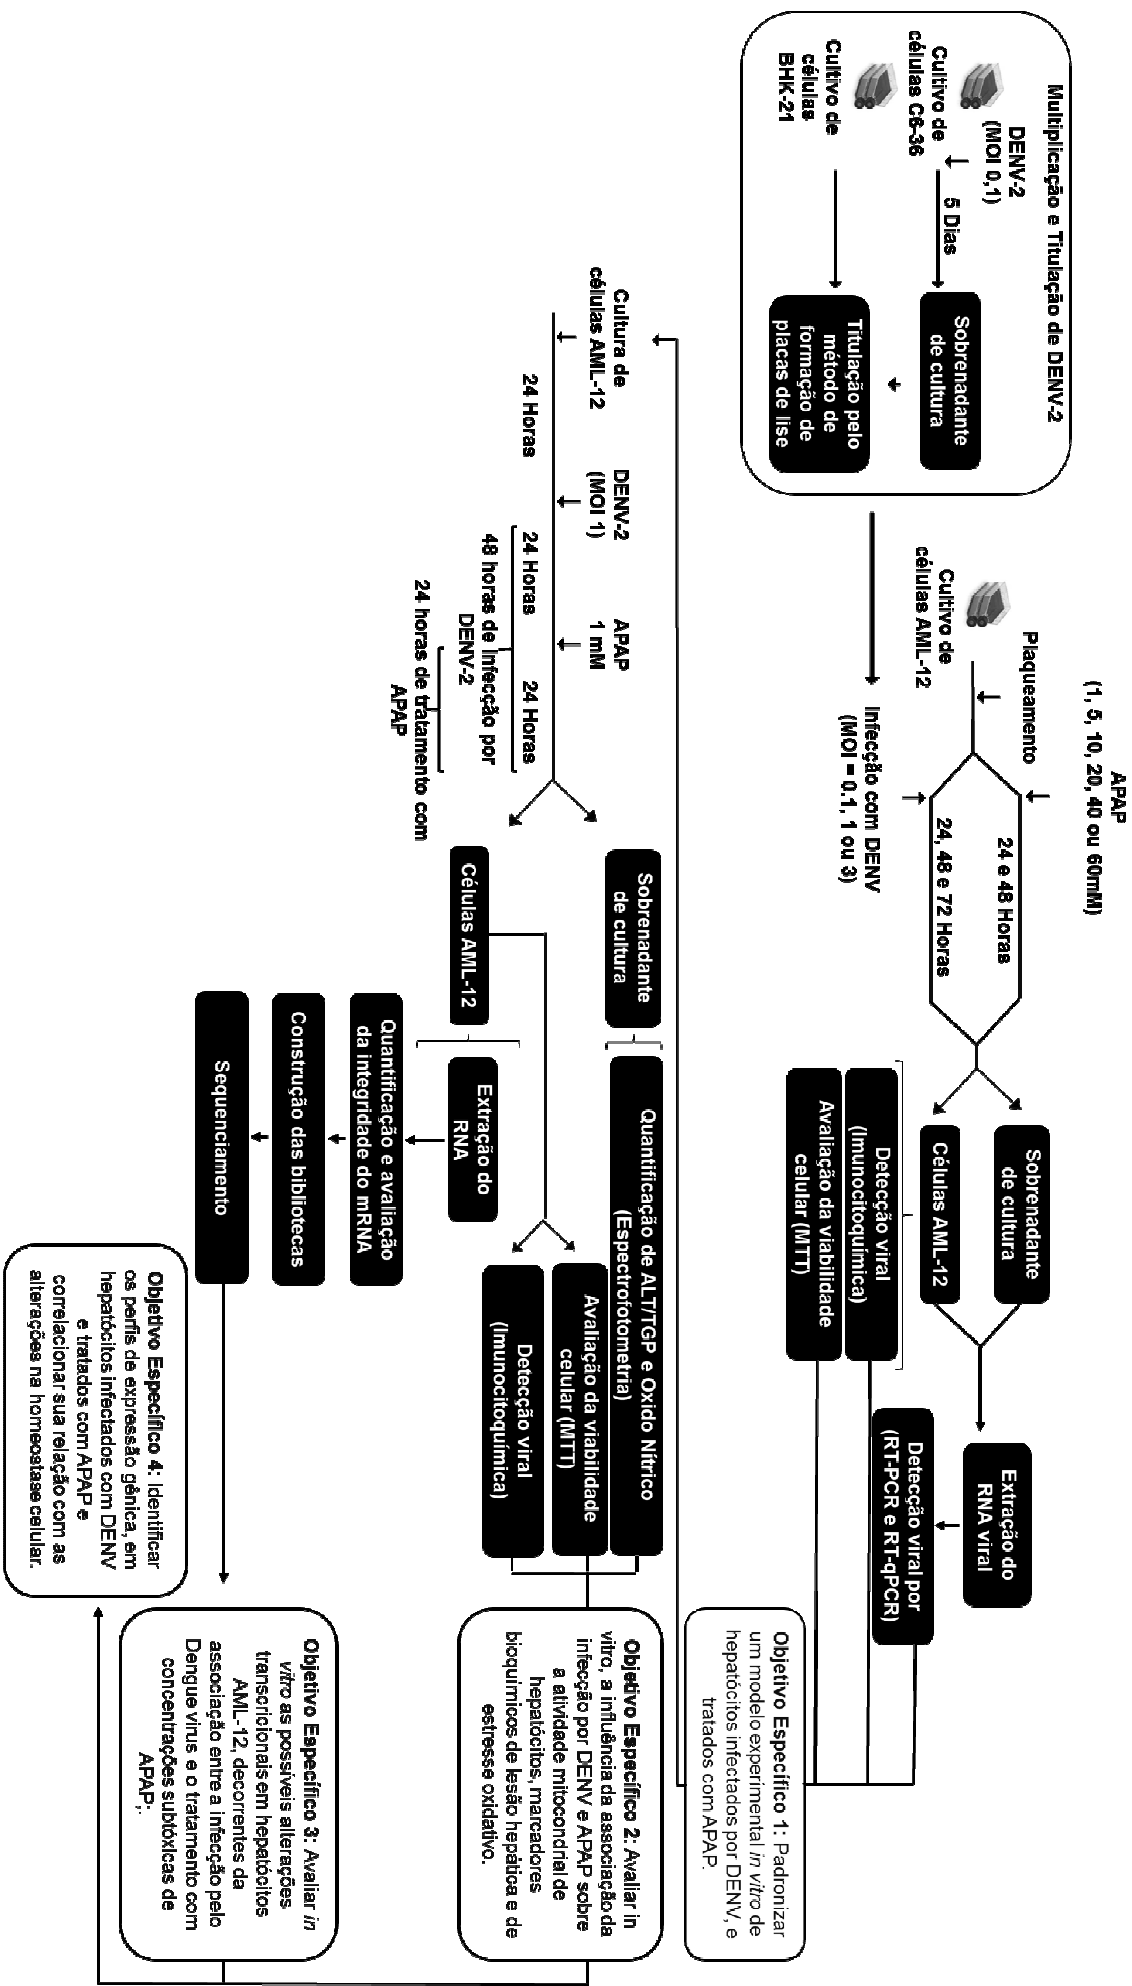 Multiplicação e Titulação de DENV-2
DENV-2
(MOI 0,1)
Cultivo de
células C6-36
5 Dias
Sobrenadante
de cultura
Cultivo de
células
BHK-21
Titulação pelo
método de
formação de
placas de lise
APAP
(1, 5, 10, 20, 40 ou 60mM)
Plaqueamento
Cultivo de
células AML-12
24 e 48 Horas
24, 48 e 72 Horas
Infecção com DENV
(MOI = 0.1, 1 ou 3)
Sobrenadante
de cultura
Células AML-12
Detecção viral
(Imunocitoquímica)
Avaliação da viabilidade
celular (MTT)
Extração do
RNA viral
Detecção viral por
(RT-PCR e RT-qPCR)
Objetivo Específico 1: Padronizar
um modelo experimental in vitro de
hepatócitos infectados por DENV, e
tratados com APAP.
Cultura de
células AML-12
24 Horas
DENV-2
(MOI 1)
APAP
1 mM
24 Horas
24 Horas
48 horas de Infecção por
DENV-2
24 horas de tratamento com
APAP
Sobrenadante
de cultura
Células AML-12
Quantificação de ALT/TGP e Oxido Nítrico
(Espectrofotometria)
Avaliação da viabilidade
celular (MTT)
Detecção viral
(Imunocitoquímica)
Extração do
RNA
Quantificação e avaliação
da integridade do mRNA
Construção das bibliotecas
Sequenciamento
Objetivo Específico 2: Avaliar in
vitro, a influência da associação da
infecção por DENV e APAP sobre
a atividade mitocondrial de
hepatócitos, marcadores
bioquímicos de lesão hepática e de
estresse oxidativo.
Objetivo Específico 3: Avaliar in
vitro as possíveis alterações
transcricionais em hepatócitos
AML-12, decorrentes da
associação entre a infecção pelo
Dengue virus e o tratamento com
concentrações subtóxicas de
APAP;.
Objetivo Específico 4: Identificar
os perfis de expressão gênica, em
hepatócitos infectados com DENV
e tratados com APAP e
correlacionar sua relação com as
alterações na homeostase celular.